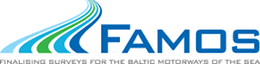 FAMOS
FINALISING SURVEYS FOR THE BALTIC MOTORWAYS OF THE SEA